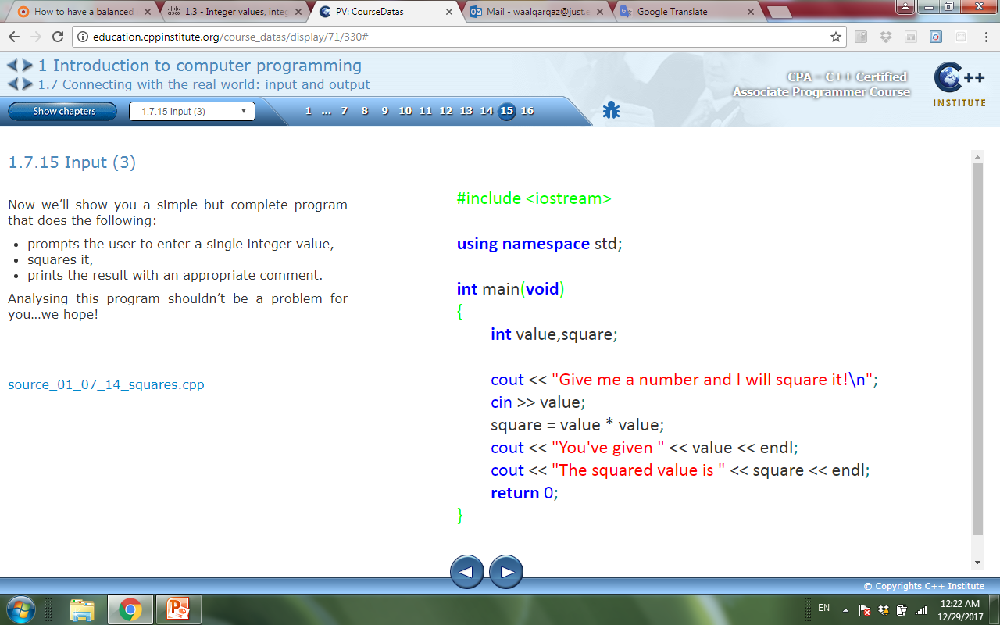 How to have a balanced
1.3 - Integer values, integ
PV: CourseDatas
Mail - waalqarqaz@just.e
Google Translate
education.cppinstitute.org/course_datas/display/71/330#
1 Introduction to computer programming
1.7 Connecting with the real world: input and output
CPA – C++ Certified
Associate Programmer Course
C++
INSTITUTE
Show chapters
1.7.15 Input (3)
1 ... 7 8 9 10 11 12 13 14 15 16
1.7.15 Input (3)
Now we’ll show you a simple but complete program
that does the following:
• prompts the user to enter a single integer value,
• squares it,
• prints the result with an appropriate comment.
Analysing this program shouldn’t be a problem for
you...we hope!
source_01_07_14_squares.cpp
#include <iostream>
using namespace std;
int main(void)
{
int value,square;
cout << "Give me a number and I will square it!\n";
cin >> value;
square = value * value;
cout << "You've given " << value << endl;
cout << "The squared value is " << square << endl;
return 0;
}
© Copyrights C++ Institute
EN
12:22 AM
12/29/2017